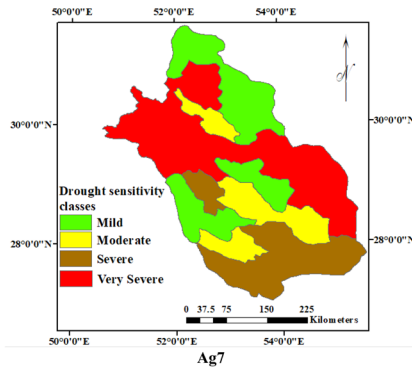 50°0'0"E 52°0'0"E 54°0'0"E
30°0'0"N 30°0'0"N
N
Drought sensitivity
classes
Mild
Moderate
Severe
Very Severe
28°0'0"N 28°0'0"N
0 37.5 75 150 225
Kilometers
50°0'0"E 52°0'0"E 54°0'0"E
Ag7